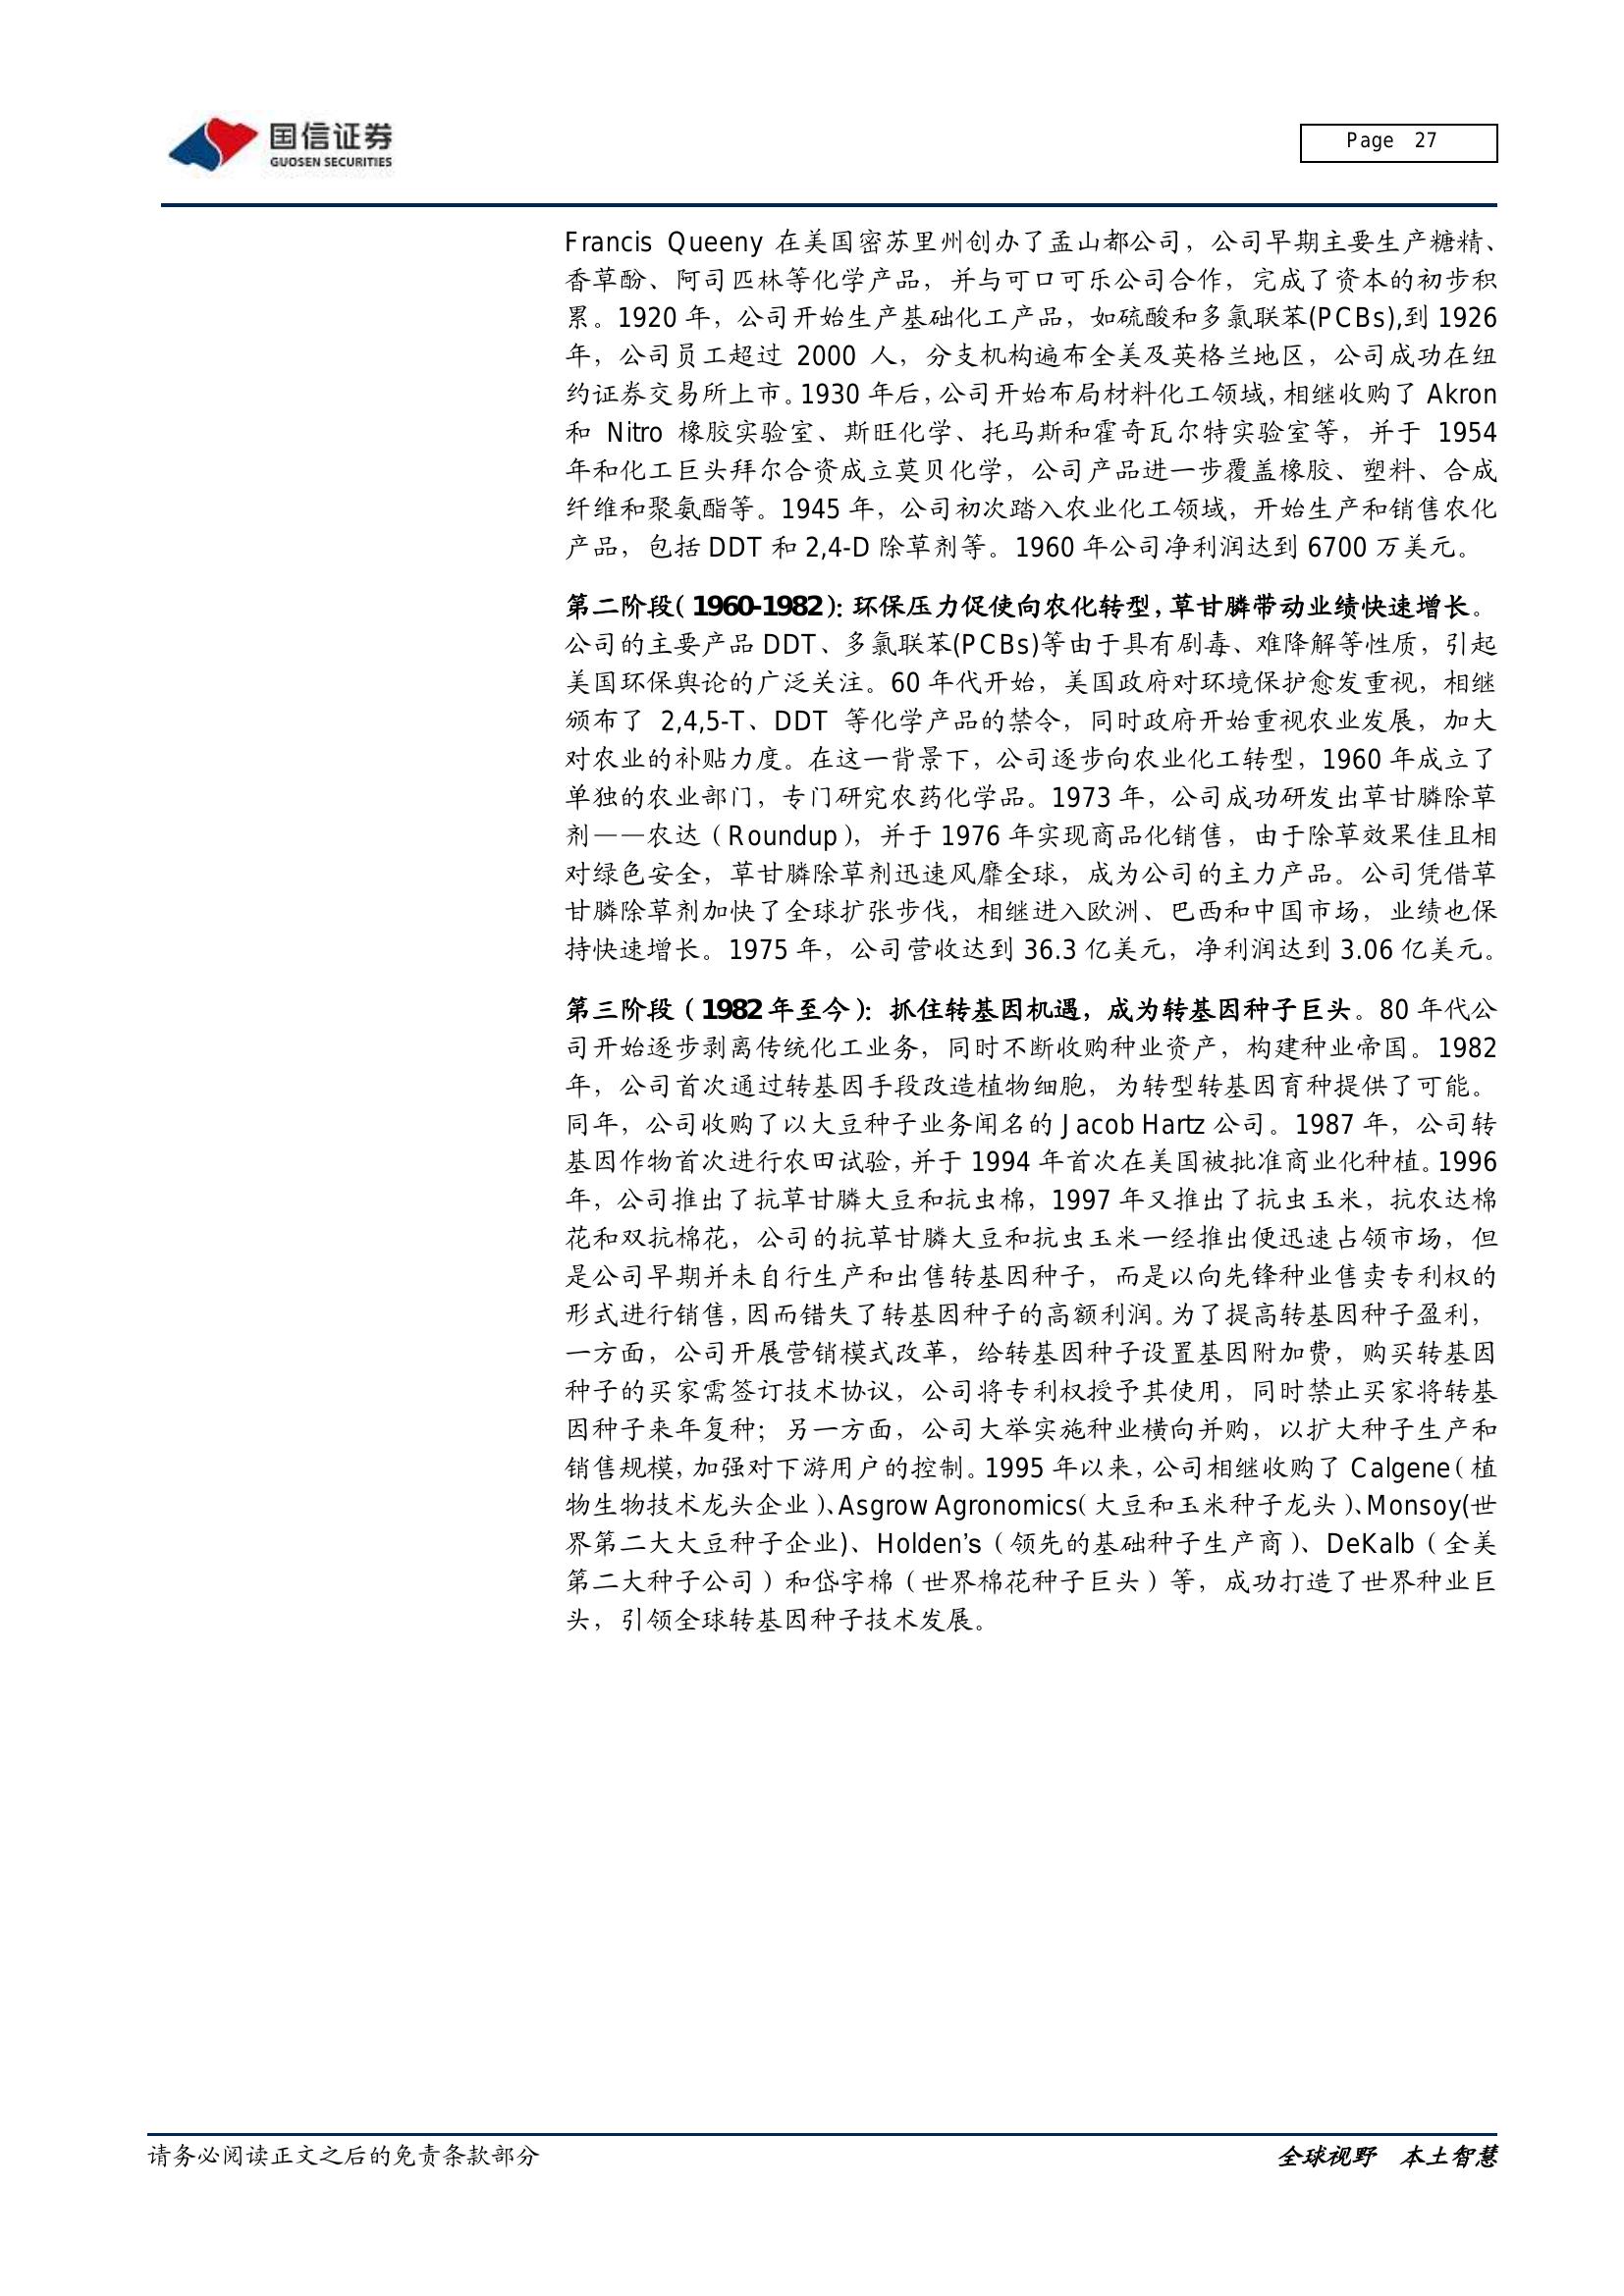 国信证券
GUOSEN SECURITIES
Page 27
Francis Queeny 在美国密苏里州创办了孟山都公司，公司早期主要生产糖精、
香草酚、阿司匹林等化学产品，并与可口可乐公司合作，完成了资本的初步积
累。1920 年，公司开始生产基础化工产品，如硫酸和多氯联苯(PCBs),到 1926
年，公司员工超过 2000 人，分支机构遍布全美及英格兰地区，公司成功在纽
约证券交易所上市。1930 年后，公司开始布局材料化工领域，相继收购了 Akron
和 Nitro 橡胶实验室、斯旺化学、托马斯和霍奇瓦尔特实验室等，并于 1954
年和化工巨头拜尔合资成立莫贝化学，公司产品进一步覆盖橡胶、塑料、合成
纤维和聚氨酯等。1945 年，公司初次踏入农业化工领域，开始生产和销售农化
产品，包括 DDT 和 2,4-D 除草剂等。1960 年公司净利润达到 6700 万美元。
第二阶段（1960-1982）：环保压力促使向农化转型，草甘膦带动业绩快速增长。
公司的主要产品 DDT、多氯联苯(PCBs)等由于具有剧毒、难降解等性质，引起
美国环保舆论的广泛关注。60 年代开始，美国政府对环境保护愈发重视，相继
颁布了 2,4,5-T、DDT 等化学产品的禁令，同时政府开始重视农业发展，加大
对农业的补贴力度。在这一背景下，公司逐步向农业化工转型，1960 年成立了
单独的农业部门，专门研究农药化学品。1973 年，公司成功研发出草甘膦除草
剂——农达（Roundup），并于 1976 年实现商品化销售，由于除草效果佳且相
对绿色安全，草甘膦除草剂迅速风靡全球，成为公司的主力产品。公司凭借草
甘膦除草剂加快了全球扩张步伐，相继进入欧洲、巴西和中国市场，业绩也保
持快速增长。1975 年，公司营收达到 36.3 亿美元，净利润达到 3.06 亿美元。
第三阶段（1982 年至今）：抓住转基因机遇，成为转基因种子巨头。80 年代公
司开始逐步剥离传统化工业务，同时不断收购种业资产，构建种业帝国。1982
年，公司首次通过转基因手段改造植物细胞，为转型转基因育种提供了可能。
同年，公司收购了以大豆种子业务闻名的 Jacob Hartz 公司。1987 年，公司转
基因作物首次进行农田试验，并于 1994 年首次在美国被批准商业化种植。1996
年，公司推出了抗草甘膦大豆和抗虫棉，1997 年又推出了抗虫玉米，抗农达棉
花和双抗棉花，公司的抗草甘膦大豆和抗虫玉米一经推出便迅速占领市场，但
是公司早期并未自行生产和出售转基因种子，而是以向先锋种业售卖专利权的
形式进行销售，因而错失了转基因种子的高额利润。为了提高转基因种子盈利，
一方面，公司开展营销模式改革，给转基因种子设置基因附加费，购买转基因
种子的买家需签订技术协议，公司将专利权授予其使用，同时禁止买家将转基
因种子来年复种；另一方面，公司大举实施种业横向并购，以扩大种子生产和
销售规模，加强对下游用户的控制。1995 年以来，公司相继收购了 Calgene（植
物生物技术龙头企业）、Asgrow Agronomics（大豆和玉米种子龙头）、Monsoy(世
界第二大大豆种子企业)、Holden’s（领先的基础种子生产商）、DeKalb（全美
第二大种子公司）和岱字棉（世界棉花种子巨头）等，成功打造了世界种业巨
头，引领全球转基因种子技术发展。
请务必阅读正文之后的免责条款部分
全球视野 本土智慧